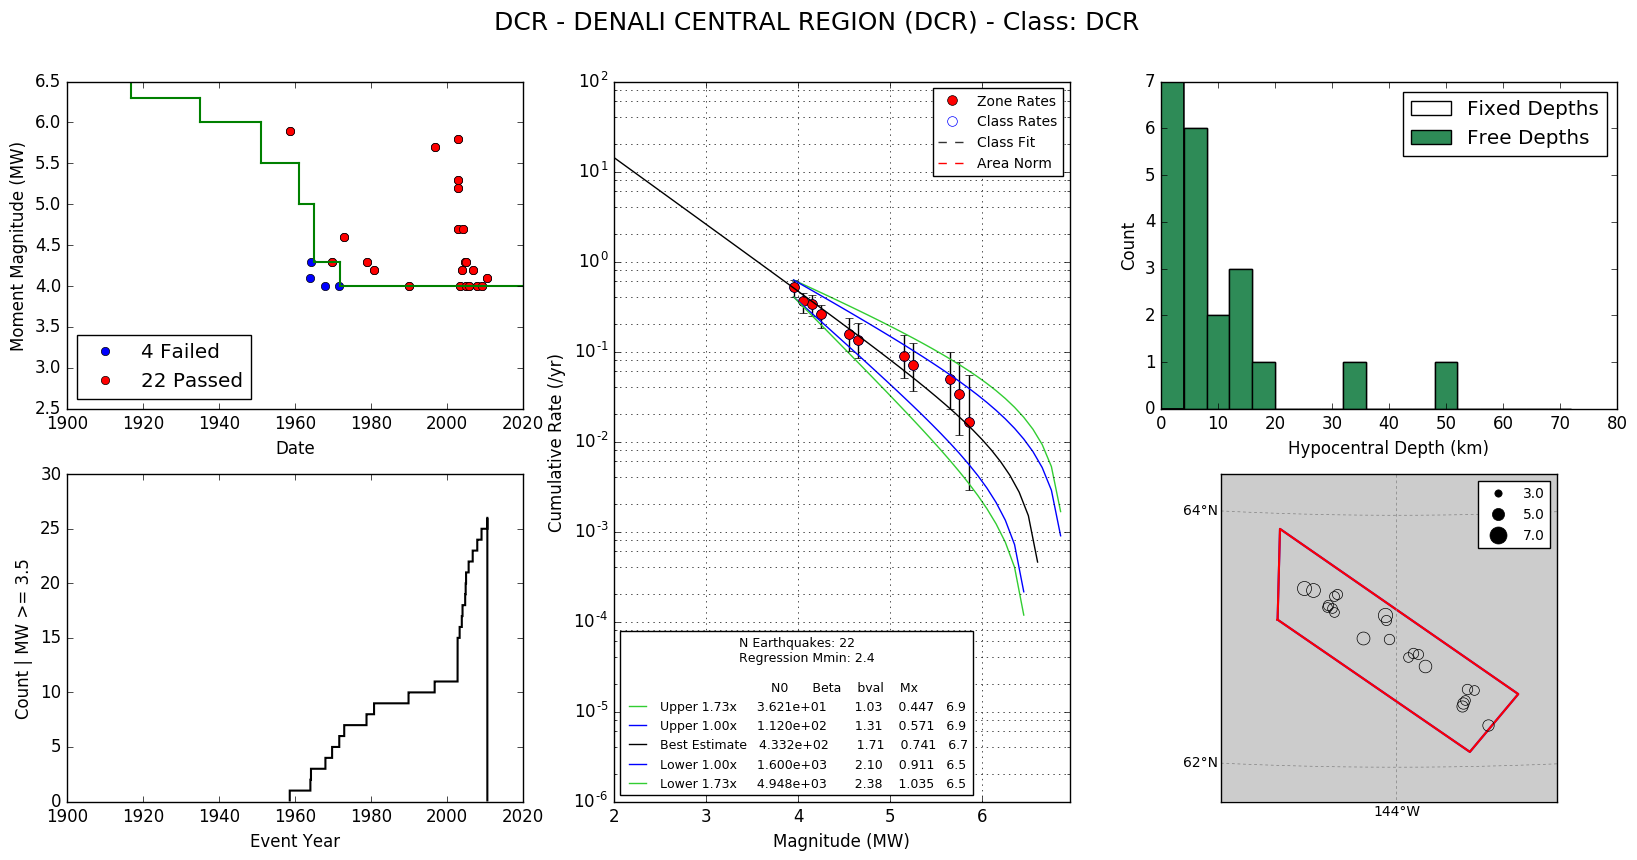 DCR - DENALI CENTRAL REGION (DCR) - Class: DCR
Moment Magnitude (MW)
6.5
6.0
5.5
5.0
4.5
4.0
3.5
3.0
2.5
4 Failed
22 Passed
1900 1920 1940 1960 1980 2000 2020
Date
Count | MW >= 3.5
30
25
20
15
10
5
0
1900 1920 1940 1960 1980 2000 2020
Event Year
Cumulative Rate (/yr)
10^2
10^1
10^0
10^-1
10^-2
10^-3
10^-4
10^-5
10^-6
Zone Rates
Class Rates
Class Fit
Area Norm
N Earthquakes: 22
Regression Mmin: 2.4
N0 Beta bval Mx
Upper 1.73x 3.621e+01 1.03 0.447 6.9
Upper 1.00x 1.120e+02 1.31 0.571 6.9
Best Estimate 4.332e+02 1.71 0.741 6.7
Lower 1.00x 1.600e+03 2.10 0.911 6.5
Lower 1.73x 4.948e+03 2.38 1.035 6.5
2 3 4 5 6
Magnitude (MW)
Count
7
6
5
4
3
2
1
0
Fixed Depths
Free Depths
0 10 20 30 40 50 60 70 80
Hypocentral Depth (km)
3.0
5.0
7.0
64°N
62°N
144°W